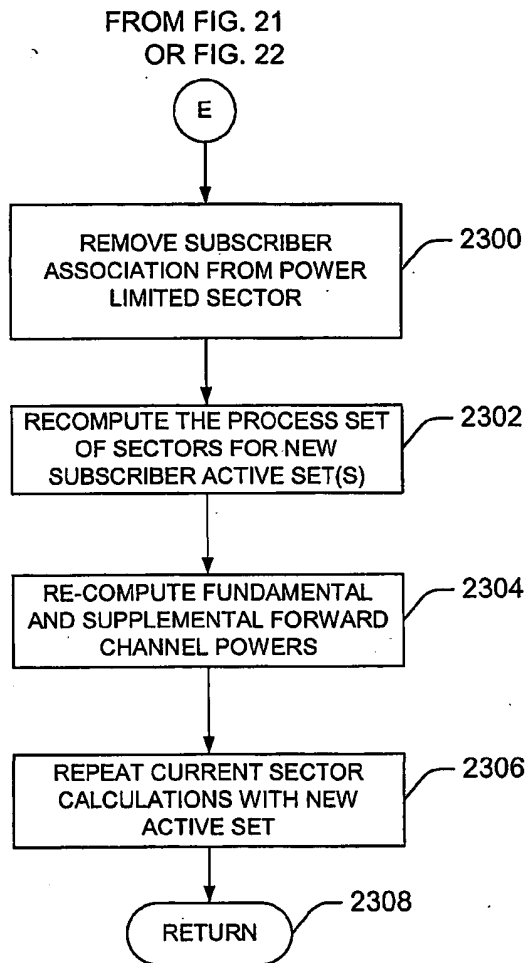 FROM FIG. 21
OR FIG. 22
E
REMOVE SUBSCRIBER
ASSOCIATION FROM POWER
LIMITED SECTOR
2300
RECOMPUTE THE PROCESS SET
OF SECTORS FOR NEW
SUBSCRIBER ACTIVE SET(S)
2302
RE-COMPUTE FUNDAMENTAL
AND SUPPLEMENTAL FORWARD
CHANNEL POWERS
2304
REPEAT CURRENT SECTOR
CALCULATIONS WITH NEW
ACTIVE SET
2306
RETURN
2308